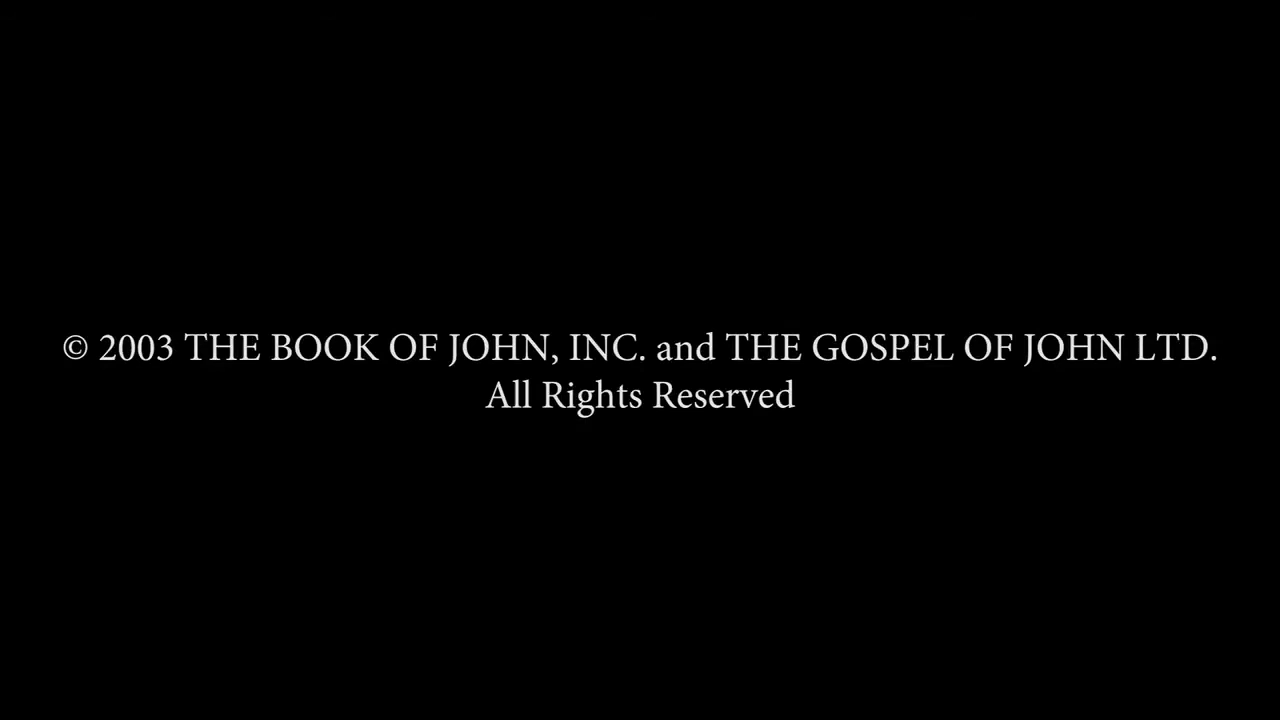 © 2003 THE BOOK OF JOHN, INC. and THE GOSPEL OF JOHN LTD.
All Rights Reserved